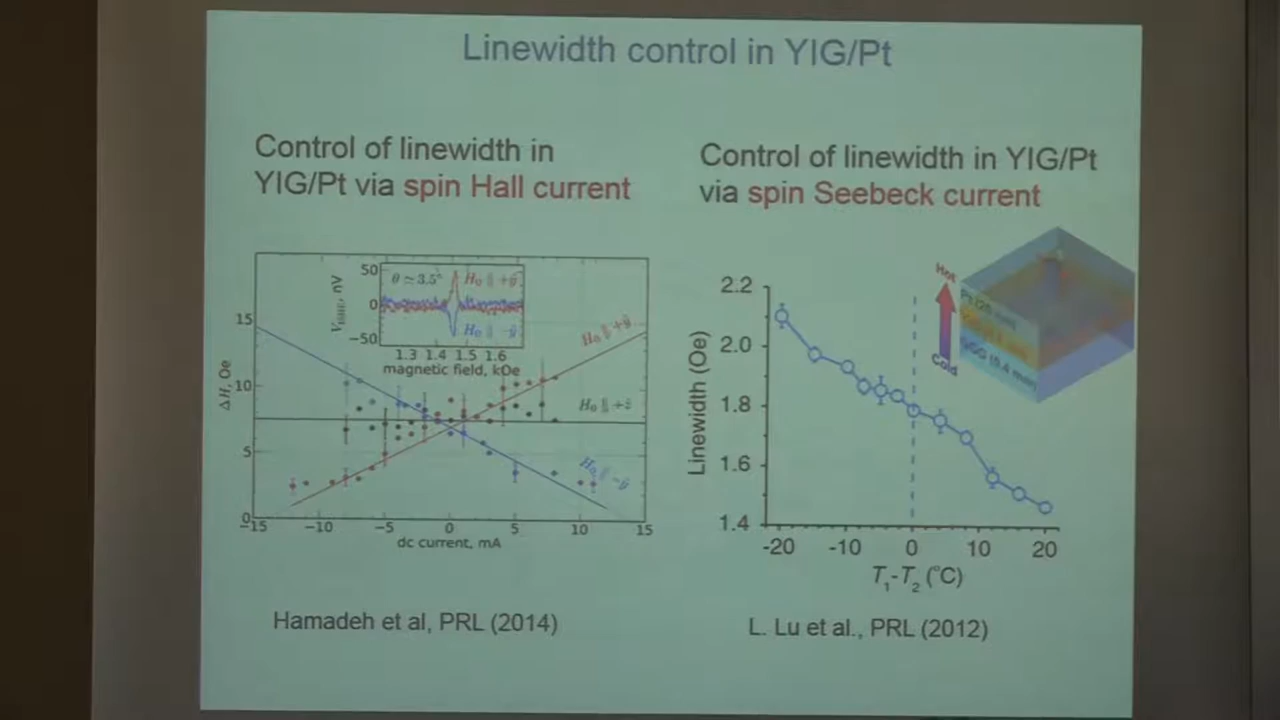 Linewidth control in YIG/Pt
Control of linewidth in
YIG/Pt via spin Hall current
Control of linewidth in YIG/Pt
via spin Seebeck current
50
0
−50
nV
θ ≃ 3.5°
H₀ ∥ +ŷ
H₀ ∥ −ŷ
1.3 1.4 1.5 1.6
magnetic field, kOe
15
10
5
0
ΔH, Oe
H₀ ∥ +ŷ
H₀ ∥ +ẑ
H₀ ∥ −ŷ
−15 −10 −5 0 5 10 15
dc current, mA
Hot
Cold
2.2
2.0
1.8
1.6
1.4
Linewidth (Oe)
-20 -10 0 10 20
T₁-T₂ (°C)
Hamadeh et al, PRL (2014)
L. Lu et al., PRL (2012)